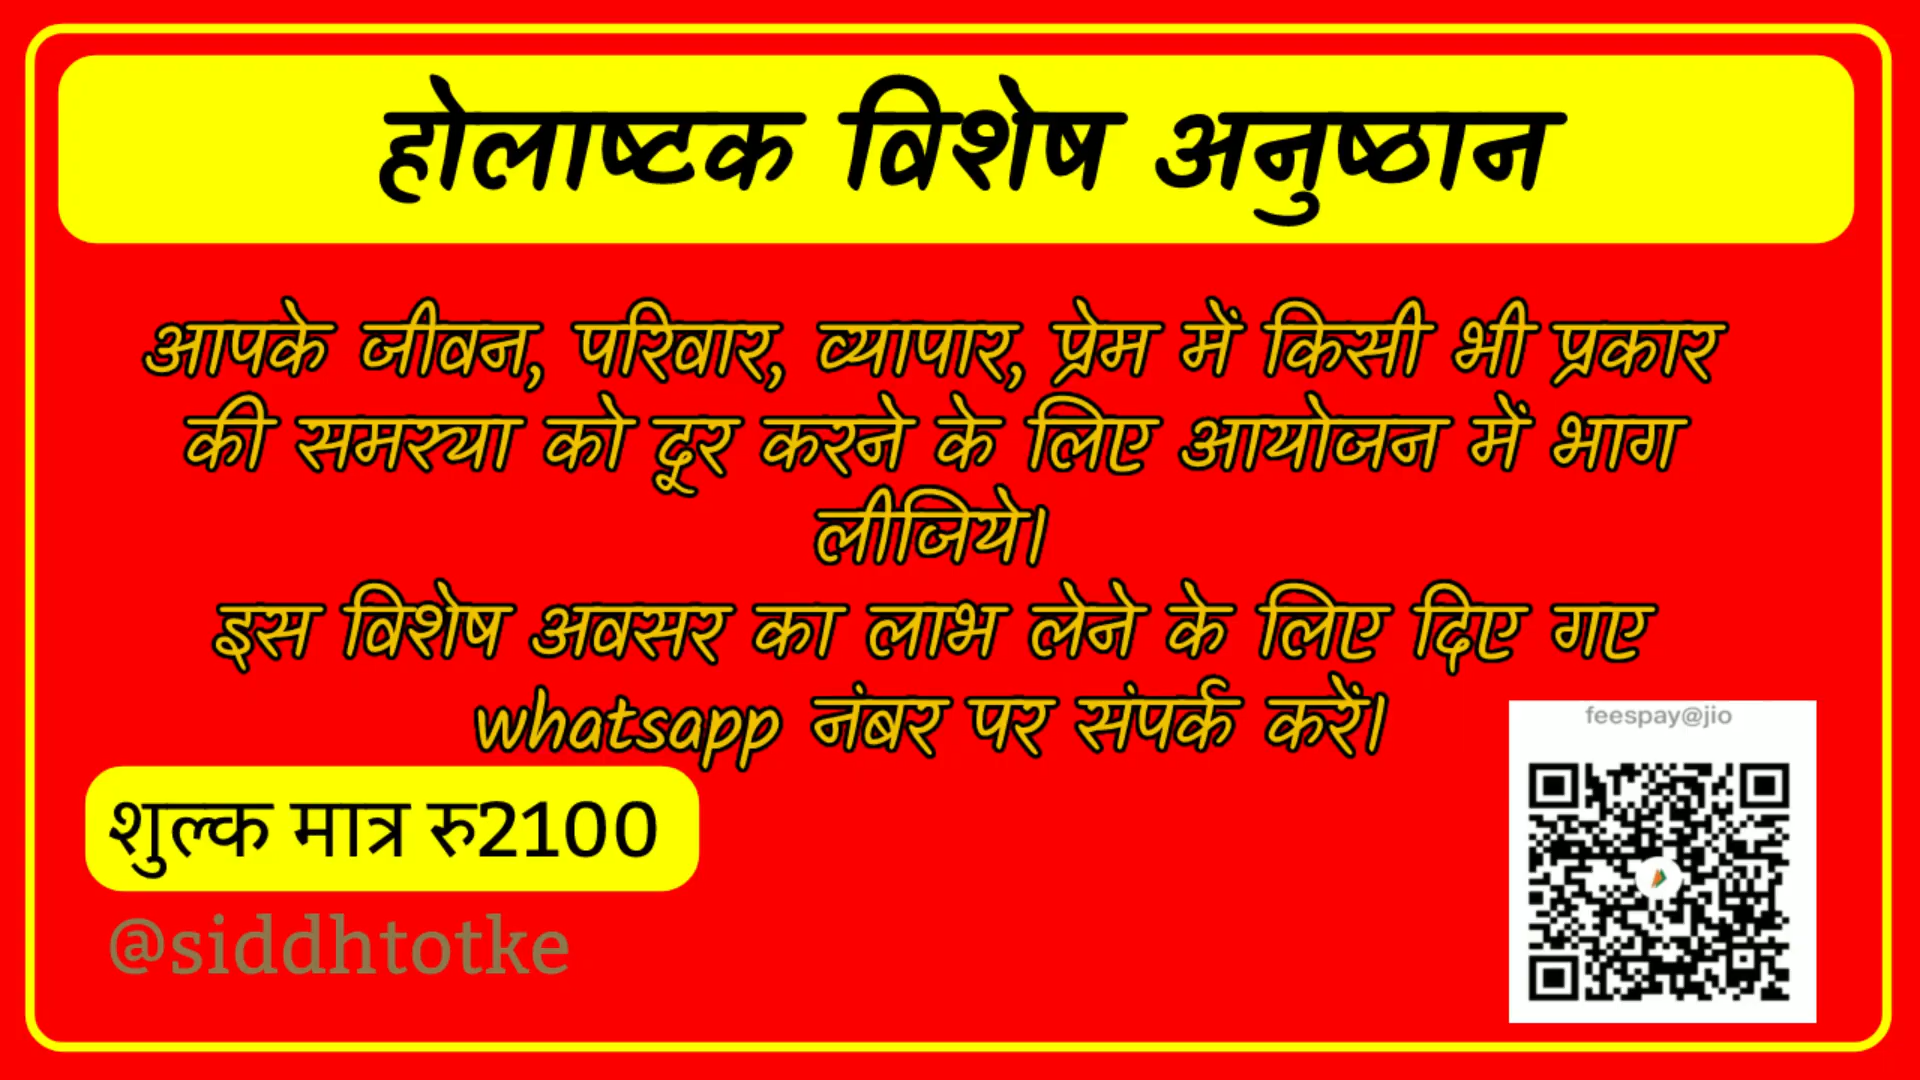 होलाष्टक विशेष अनुष्ठान
आपके जीवन, परिवार, व्यापार, प्रेम में किसी भी प्रकार
की समस्या को दूर करने के लिए आयोजन में भाग
लीजिये।
इस विशेष अवसर का लाभ लेने के लिए दिए गए
whatsapp नंबर पर संपर्क करें।
feespay@jio
शुल्क मात्र रु2100
@siddhtotke